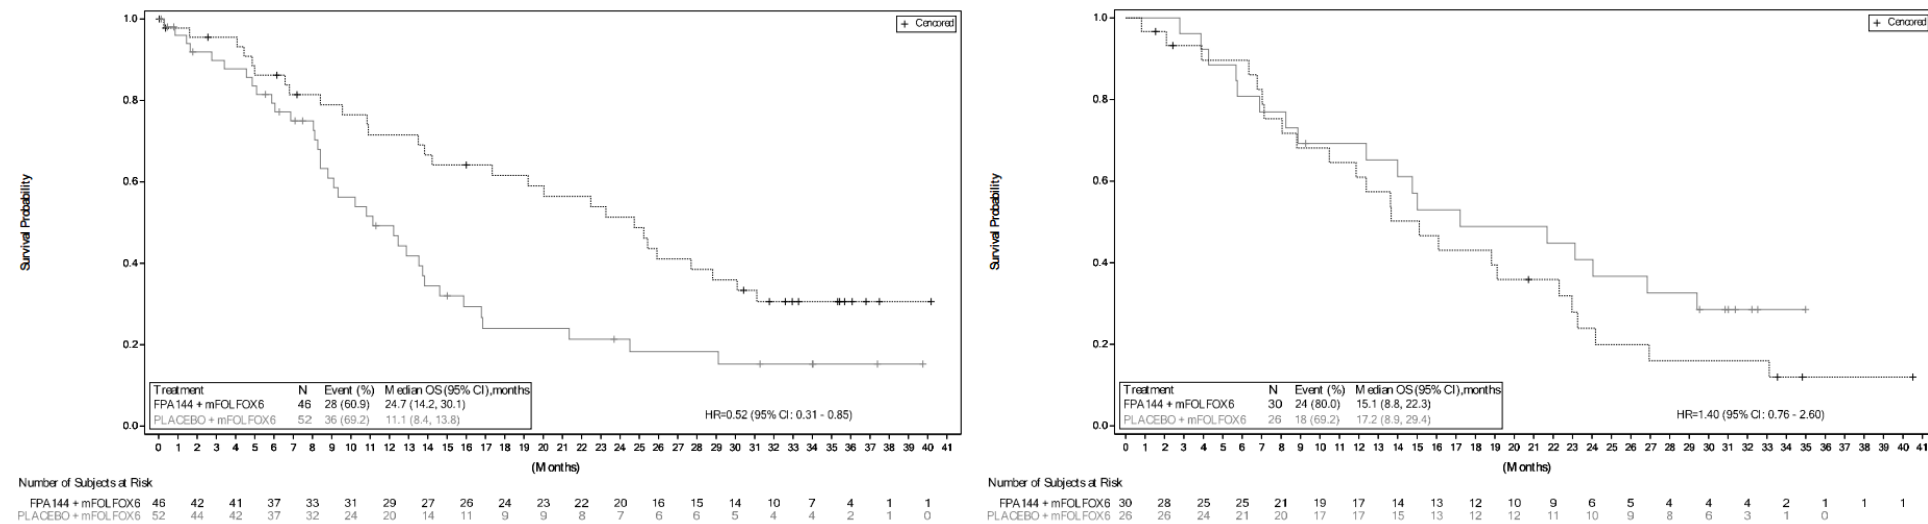 1.0
0.8
0.6
0.4
0.2
0.0
Survival Probability
+ Censored
Treatment N Event (%) Median OS (95% CI),months
FPA144 + mFOLFOX6 46 28 (60.9) 24.7 (14.2, 30.1)
PLACEBO + mFOLFOX6 52 36 (69.2) 11.1 (8.4, 13.8)
HR=0.52 (95% CI: 0.31 - 0.85)
0 1 2 3 4 5 6 7 8 9 10 11 12 13 14 15 16 17 18 19 20 21 22 23 24 25 26 27 28 29 30 31 32 33 34 35 36 37 38 39 40 41
(Months)
Number of Subjects at Risk
FPA144 + mFOLFOX6 46 42 41 37 33 31 29 27 26 24 23 22 20 16 15 14 10 7 4 1 1
PLACEBO + mFOLFOX6 52 44 42 37 32 24 20 14 11 9 9 8 7 6 6 5 4 4 2 1 0
1.0
0.8
0.6
0.4
0.2
0.0
Survival Probability
+ Censored
Treatment N Event (%) Median OS (95% CI),months
FPA144 + mFOLFOX6 30 24 (80.0) 15.1 (8.8, 22.3)
PLACEBO + mFOLFOX6 26 18 (69.2) 17.2 (8.9, 29.4)
HR=1.40 (95% CI: 0.76 - 2.60)
0 1 2 3 4 5 6 7 8 9 10 11 12 13 14 15 16 17 18 19 20 21 22 23 24 25 26 27 28 29 30 31 32 33 34 35 36 37 38 39 40 41
(Months)
Number of Subjects at Risk
FPA144 + mFOLFOX6 30 28 25 25 21 19 17 14 13 12 10 9 6 5 4 4 4 2 1 1 1
PLACEBO + mFOLFOX6 26 26 24 21 20 17 17 15 13 12 12 11 10 9 8 6 3 1 0